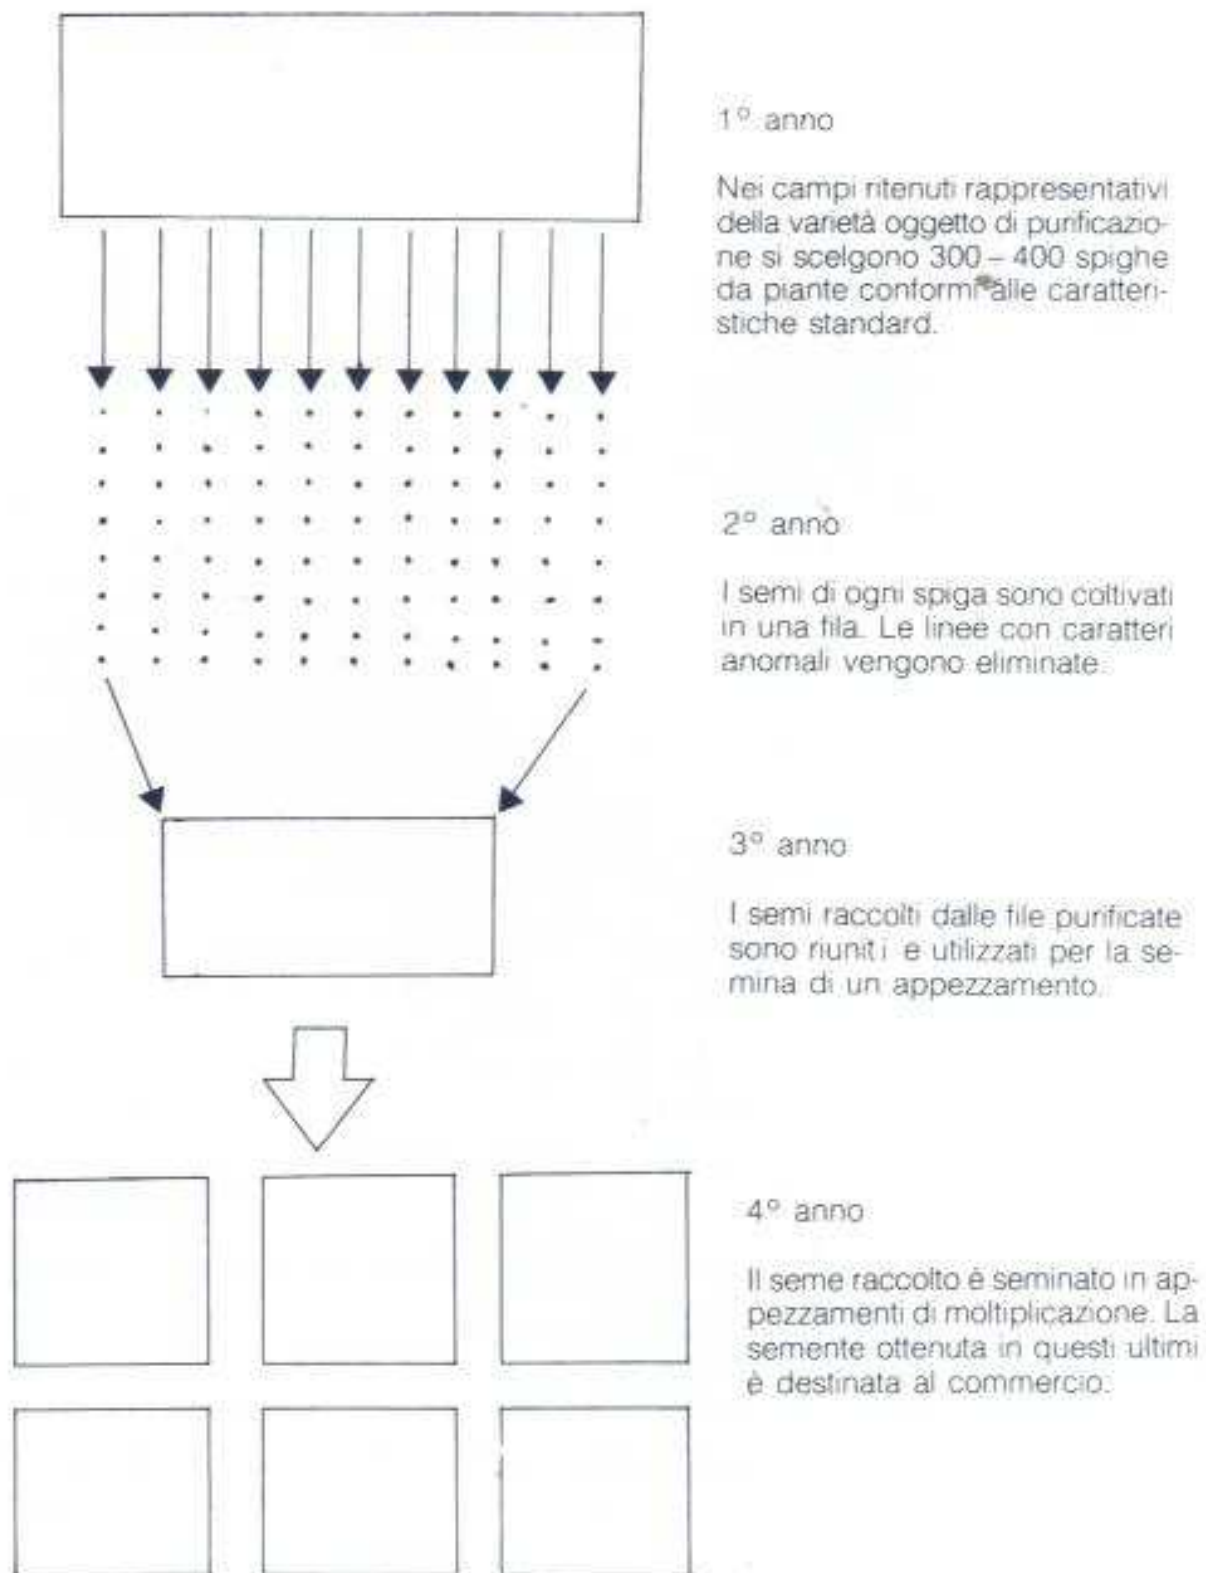 1° anno
Nei campi ritenuti rappresentativi
della varietà oggetto di purificazio-
ne si scelgono 300 – 400 spighe
da piante conformi alle caratteri-
stiche standard.
2° anno
I semi di ogni spiga sono coltivati
in una fila. Le linee con caratteri
anomali vengono eliminate.
3° anno
I semi raccolti dalle file purificate
sono riuniti e utilizzati per la se-
mina di un appezzamento.
4° anno
Il seme raccolto è seminato in ap-
pezzamenti di moltiplicazione. La
semente ottenuta in questi ultimi
è destinata al commercio.